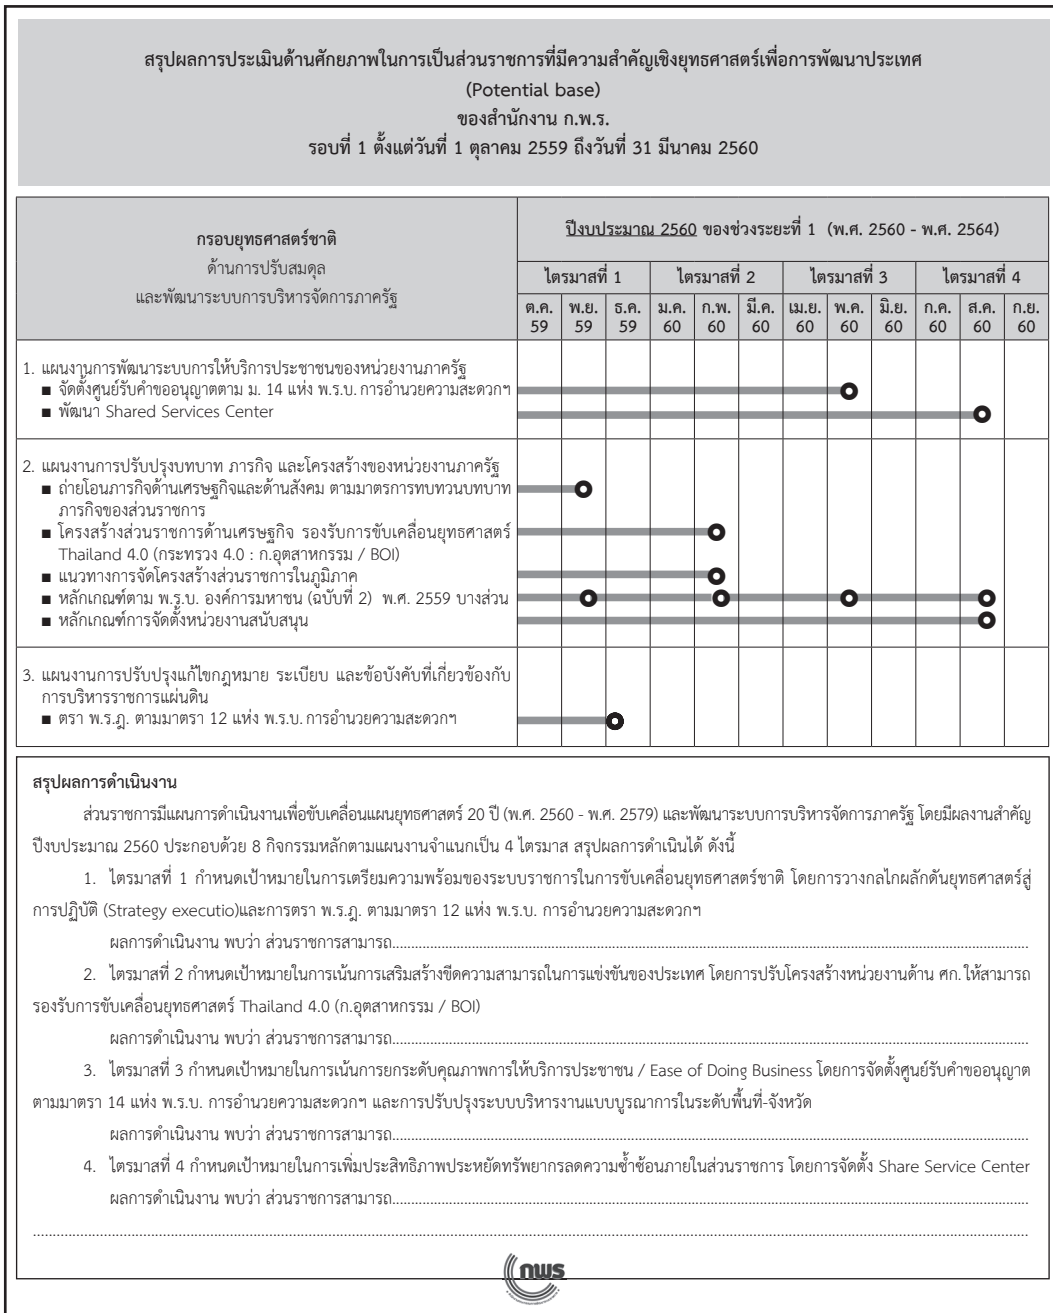 สรุปผลการประเมินด้านศักยภาพในการเป็นส่วนราชการที่มีความสำคัญเชิงยุทธศาสตร์เพื่อการพัฒนาประเทศ
(Potential base)
ของสำนักงาน ก.พ.ร.
รอบที่ 1 ตั้งแต่วันที่ 1 ตุลาคม 2559 ถึงวันที่ 31 มีนาคม 2560
กรอบยุทธศาสตร์ชาติ
ด้านการปรับสมดุล
และพัฒนาระบบการบริหารจัดการภาครัฐ
ปีงบประมาณ 2560 ของช่วงระยะที่ 1 (พ.ศ. 2560 - พ.ศ. 2564)
ไตรมาสที่ 1 ไตรมาสที่ 2 ไตรมาสที่ 3 ไตรมาสที่ 4
ต.ค. พ.ย. ธ.ค. ม.ค. ก.พ. มี.ค. เม.ย. พ.ค. มิ.ย. ก.ค. ส.ค. ก.ย.
59 59 59 60 60 60 60 60 60 60 60 60
1. แผนงานการพัฒนาระบบการให้บริการประชาชนของหน่วยงานภาครัฐ
■ จัดตั้งศูนย์รับคำขออนุญาตตาม ม. 14 แห่ง พ.ร.บ. การอำนวยความสะดวกฯ
■ พัฒนา Shared Services Center
2. แผนงานการปรับปรุงบทบาท ภารกิจ และโครงสร้างของหน่วยงานภาครัฐ
■ ถ่ายโอนภารกิจด้านเศรษฐกิจและด้านสังคม ตามมาตรการทบทวนบทบาท
ภารกิจของส่วนราชการ
■ โครงสร้างส่วนราชการด้านเศรษฐกิจ รองรับการขับเคลื่อนยุทธศาสตร์
Thailand 4.0 (กระทรวง 4.0 : ก.อุตสาหกรรม / BOI)
■ แนวทางการจัดโครงสร้างส่วนราชการในภูมิภาค
■ หลักเกณฑ์ตาม พ.ร.บ. องค์การมหาชน (ฉบับที่ 2) พ.ศ. 2559 บางส่วน
■ หลักเกณฑ์การจัดตั้งหน่วยงานสนับสนุน
3. แผนงานการปรับปรุงแก้ไขกฎหมาย ระเบียบ และข้อบังคับที่เกี่ยวข้องกับ
การบริหารราชการแผ่นดิน
■ ตรา พ.ร.ฎ. ตามมาตรา 12 แห่ง พ.ร.บ. การอำนวยความสะดวกฯ
สรุปผลการดำเนินงาน
ส่วนราชการมีแผนการดำเนินงานเพื่อขับเคลื่อนแผนยุทธศาสตร์ 20 ปี (พ.ศ. 2560 - พ.ศ. 2579) และพัฒนาระบบการบริหารจัดการภาครัฐ โดยมีผลงานสำคัญ
ปีงบประมาณ 2560 ประกอบด้วย 8 กิจกรรมหลักตามแผนงานจำแนกเป็น 4 ไตรมาส สรุปผลการดำเนินได้ ดังนี้
1. ไตรมาสที่ 1 กำหนดเป้าหมายในการเตรียมความพร้อมของระบบราชการในการขับเคลื่อนยุทธศาสตร์ชาติ โดยการวางกลไกผลักดันยุทธศาสตร์สู่
การปฏิบัติ (Strategy executio)และการตรา พ.ร.ฎ. ตามมาตรา 12 แห่ง พ.ร.บ. การอำนวยความสะดวกฯ
ผลการดำเนินงาน พบว่า ส่วนราชการสามารถ...................................................................
2. ไตรมาสที่ 2 กำหนดเป้าหมายในการเน้นการเสริมสร้างขีดความสามารถในการแข่งขันของประเทศ โดยการปรับโครงสร้างหน่วยงานด้าน ศก. ให้สามารถ
รองรับการขับเคลื่อนยุทธศาสตร์ Thailand 4.0 (ก.อุตสาหกรรม / BOI)
ผลการดำเนินงาน พบว่า ส่วนราชการสามารถ...................................................................
3. ไตรมาสที่ 3 กำหนดเป้าหมายในการเน้นการยกระดับคุณภาพการให้บริการประชาชน / Ease of Doing Business โดยการจัดตั้งศูนย์รับคำขออนุญาต
ตามมาตรา 14 แห่ง พ.ร.บ. การอำนวยความสะดวกฯ และการปรับปรุงระบบบริหารงานแบบบูรณาการในระดับพื้นที่-จังหวัด
ผลการดำเนินงาน พบว่า ส่วนราชการสามารถ...................................................................
4. ไตรมาสที่ 4 กำหนดเป้าหมายในการเพิ่มประสิทธิภาพประหยัดทรัพยากรลดความซ้ำซ้อนภายในส่วนราชการ โดยการจัดตั้ง Share Service Center
ผลการดำเนินงาน พบว่า ส่วนราชการสามารถ...................................................................
...................................................................
กพร